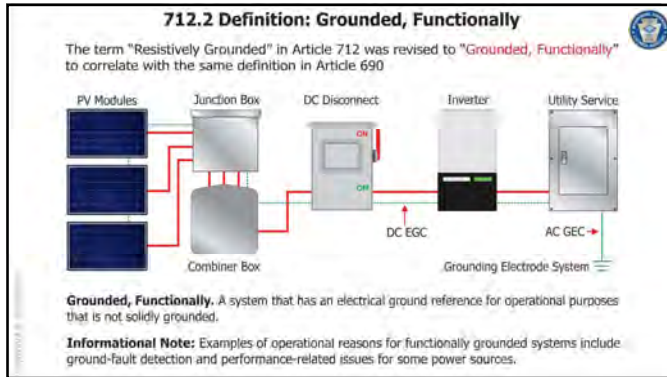 712.2 Definition: Grounded, Functionally
The term “Resistively Grounded” in Article 712 was revised to “Grounded, Functionally”
to correlate with the same definition in Article 690
PV Modules
Junction Box
DC Disconnect
Inverter
Utility Service
ON
OFF
DC EGC
AC GEC
Combiner Box
Grounding Electrode System
Grounded, Functionally. A system that has an electrical ground reference for operational purposes
that is not solidly grounded.
Informational Note: Examples of operational reasons for functionally grounded systems include
ground-fault detection and performance-related issues for some power sources.